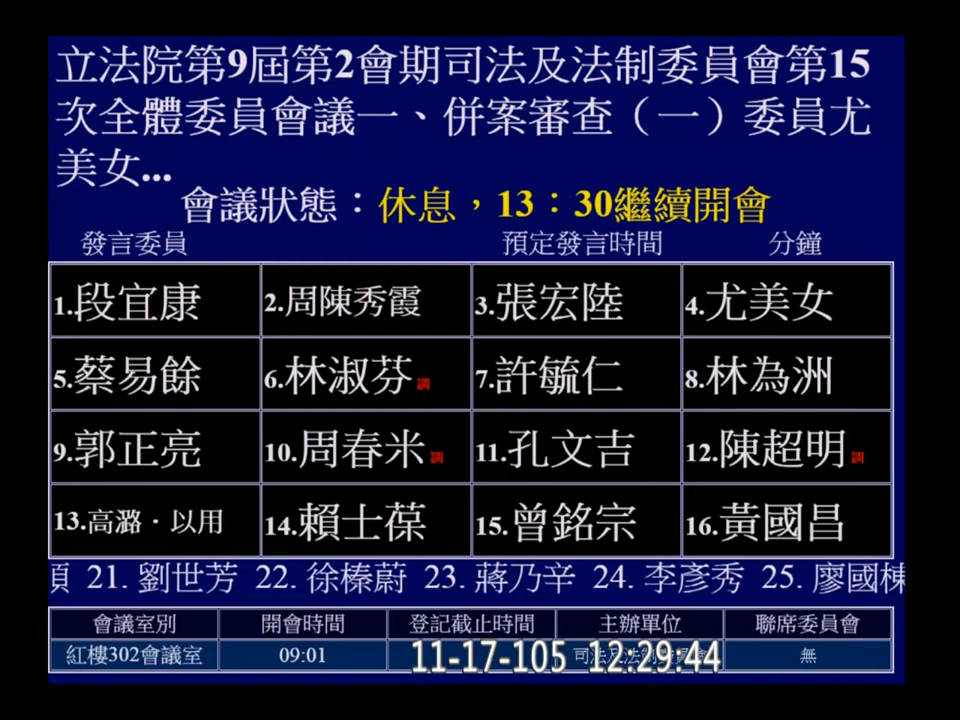 立法院第9屆第2會期司法及法制委員會第15
次全體委員會議一、併案審查（一）委員尤
美女...
會議狀態：休息，13：30繼續開會
發言委員 預定發言時間 分鐘
1.段宜康 2.周陳秀霞 3.張宏陸 4.尤美女
5.蔡易餘 6.林淑芬調 7.許毓仁 8.林為洲
9.郭正亮 10.周春米調 11.孔文吉 12.陳超明調
13.高潞．以用 14.賴士葆 15.曾銘宗 16.黃國昌
21. 劉世芳 22. 徐榛蔚 23. 蔣乃辛 24. 李彥秀 25. 廖國棟
會議室別 開會時間 登記截止時間 主辦單位 聯席委員會
紅樓302會議室 09:01 司法及法制委員會 無
11-17-105 12:29:44